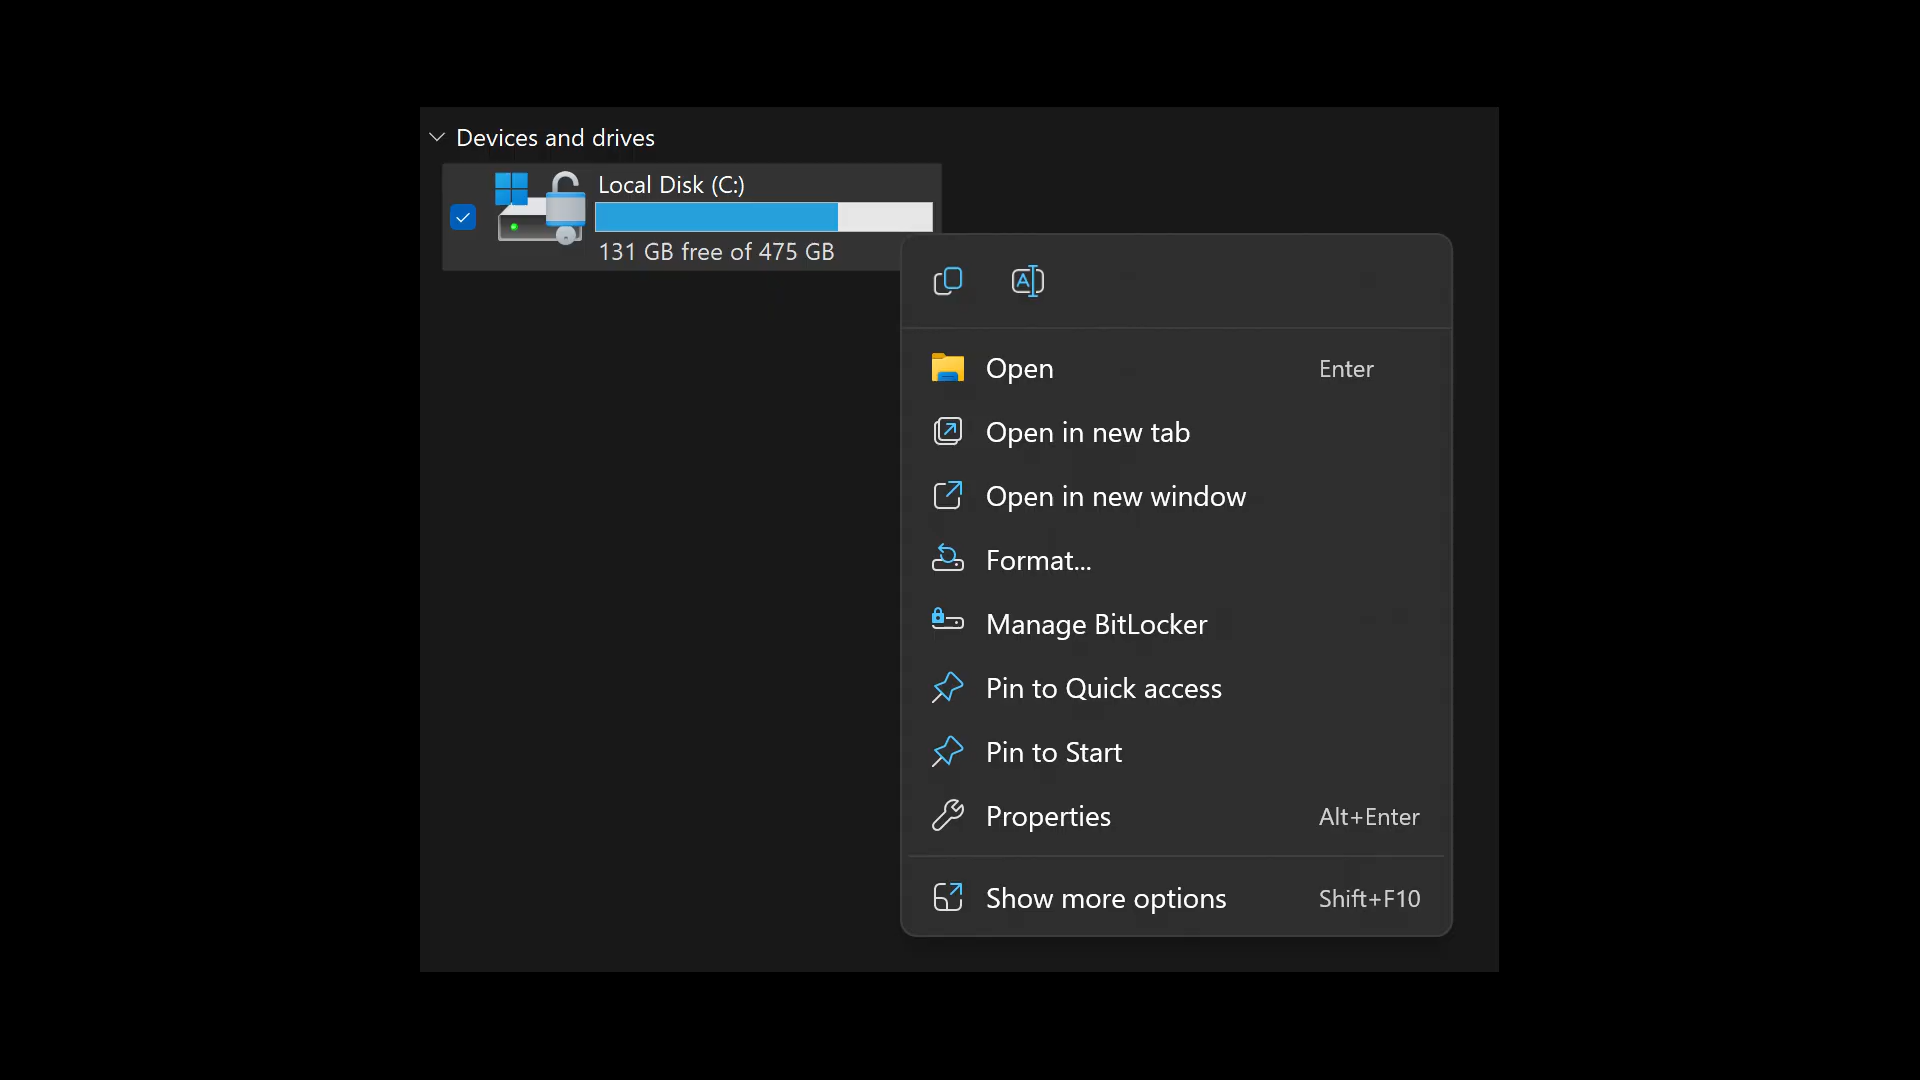 Devices and drives
Local Disk (C:)
131 GB free of 475 GB
Open Enter
Open in new tab
Open in new window
Format...
Manage BitLocker
Pin to Quick access
Pin to Start
Properties Alt+Enter
Show more options Shift+F10